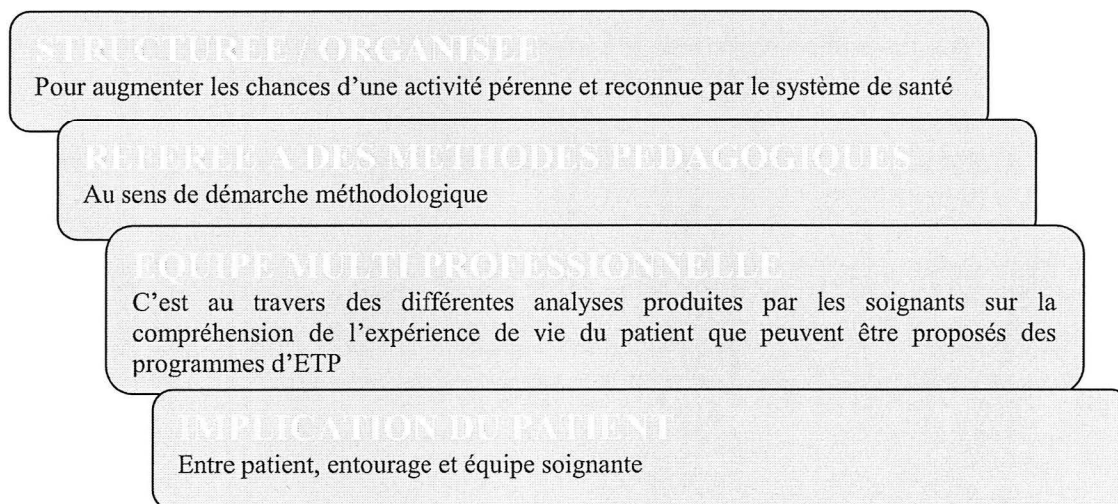 STRUCTUREE / ORGANISEE
Pour augmenter les chances d’une activité pérenne et reconnue par le système de santé
REFEREE A DES METHODES PEDAGOGIQUES
Au sens de démarche méthodologique
EQUIPE MULTI PROFESSIONNELLE
C’est au travers des différentes analyses produites par les soignants sur la
compréhension de l’expérience de vie du patient que peuvent être proposés des
programmes d’ETP
IMPLICATION DU PATIENT
Entre patient, entourage et équipe soignante